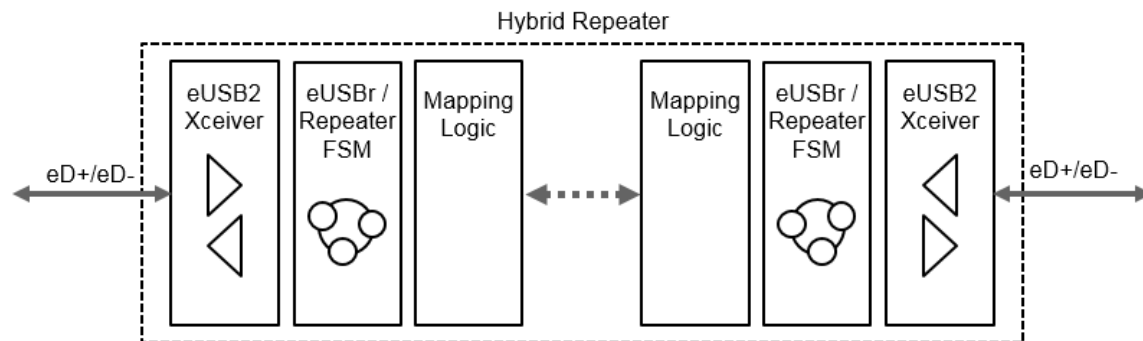 Hybrid Repeater
eD+/eD-
eUSB2
Xceiver
eUSBr /
Repeater
FSM
Mapping
Logic
Mapping
Logic
eUSBr /
Repeater
FSM
eUSB2
Xceiver
eD+/eD-